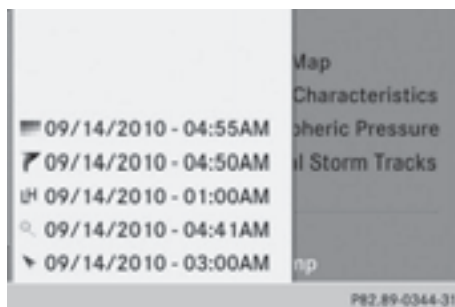 Map
Characteristics
09/14/2010 - 04:55AM
pheric Pressure
09/14/2010 - 04:50AM
l Storm Tracks
LH 09/14/2010 - 01:00AM
09/14/2010 - 04:41AM
09/14/2010 - 03:00AM
mp
P82.89-0344-31